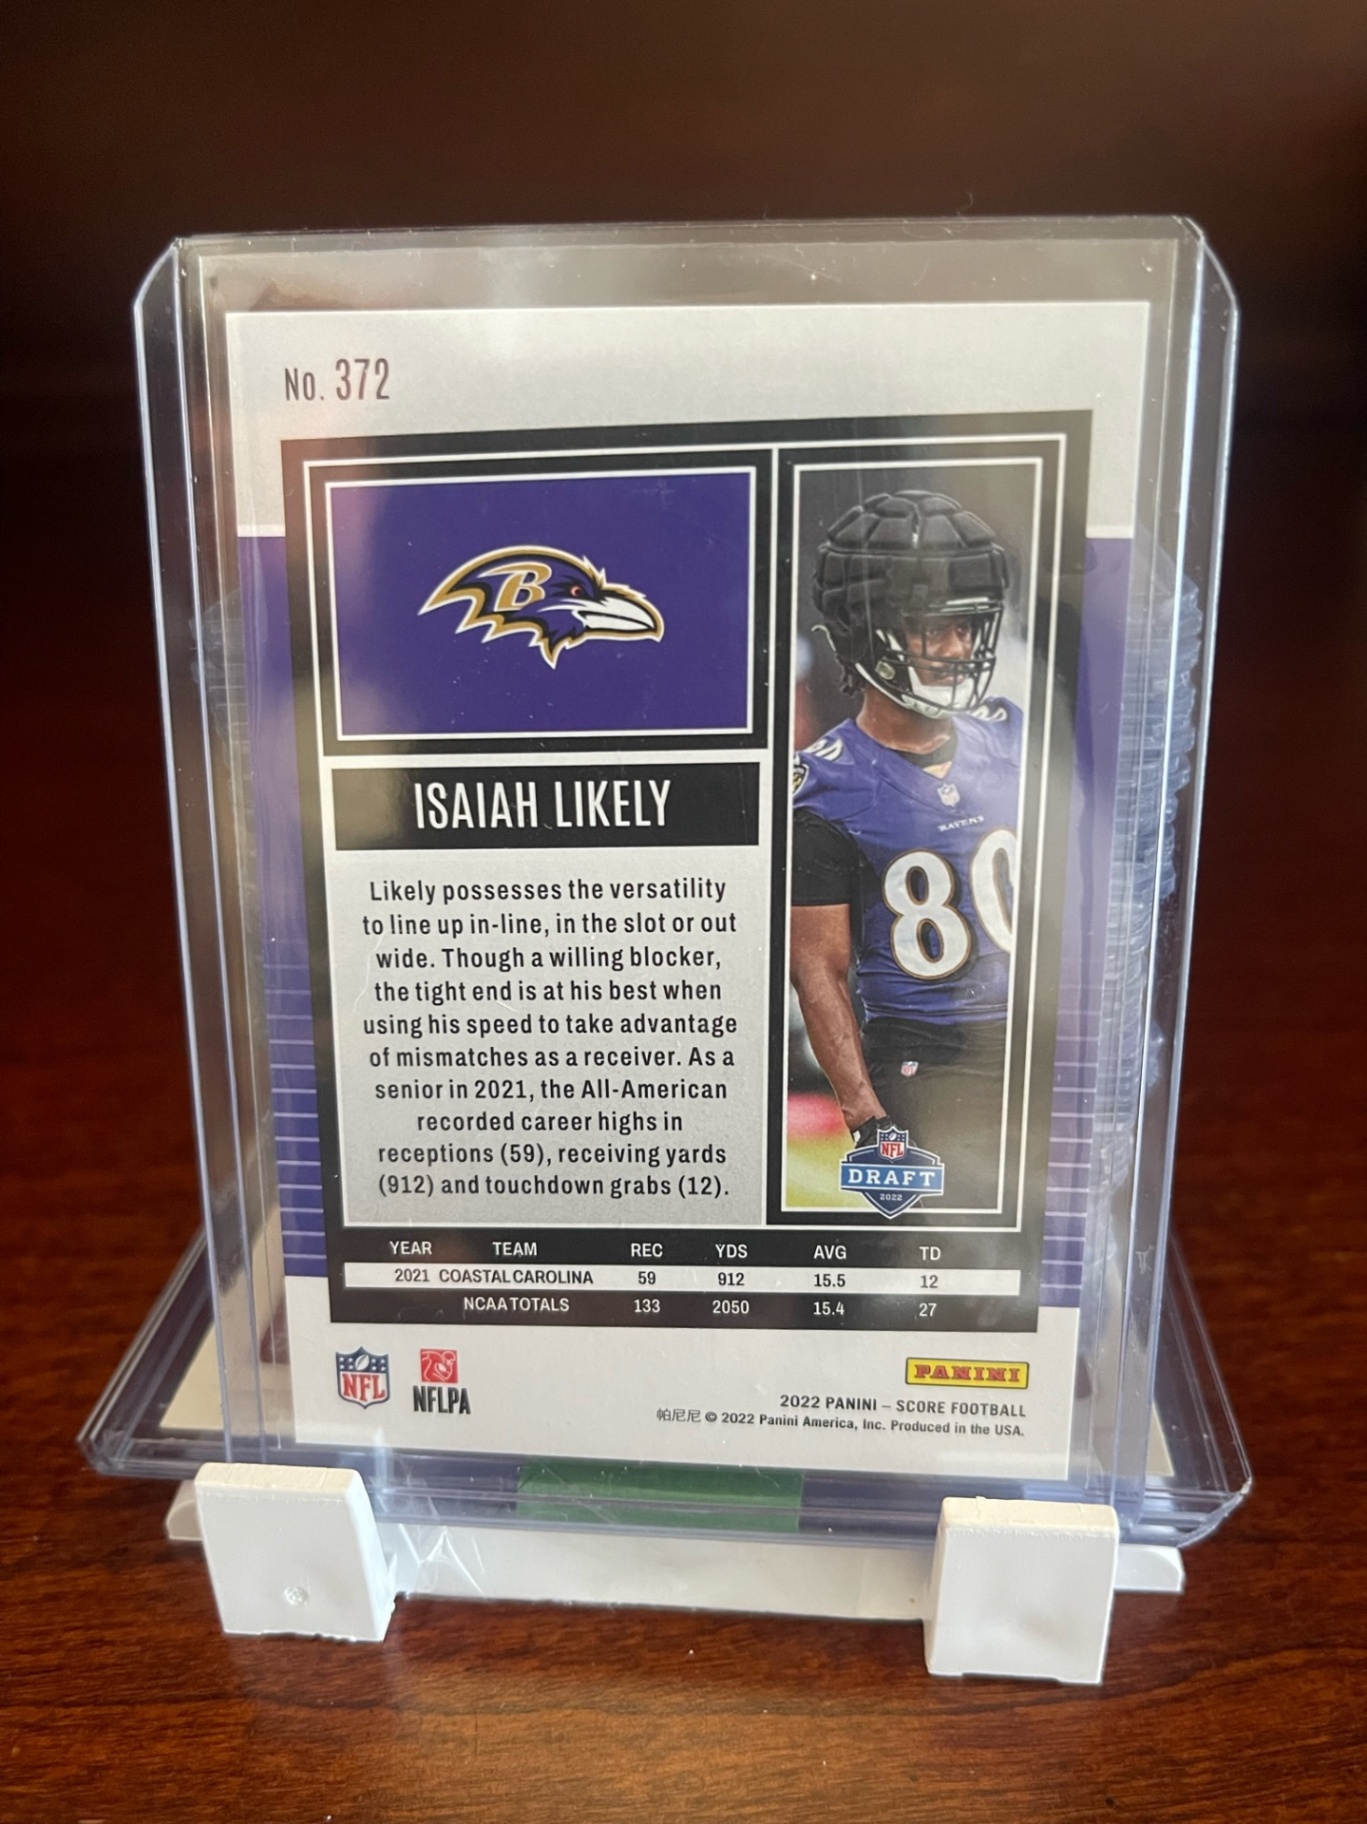 No. 372
B
ISAIAH LIKELY
Likely possesses the versatility
to line up in-line, in the slot or out
wide. Though a willing blocker,
the tight end is at his best when
using his speed to take advantage
of mismatches as a receiver. As a
senior in 2021, the All-American
recorded career highs in
receptions (59), receiving yards
(912) and touchdown grabs (12).
80
RAVENS
80
NFL
DRAFT
2022
YEAR TEAM REC YDS AVG TD
2021 COASTAL CAROLINA 59 912 15.5 12
NCAA TOTALS 133 2050 15.4 27
NFL
NFLPA
PANINI
2022 PANINI – SCORE FOOTBALL
帕尼尼 © 2022 Panini America, Inc. Produced in the USA.